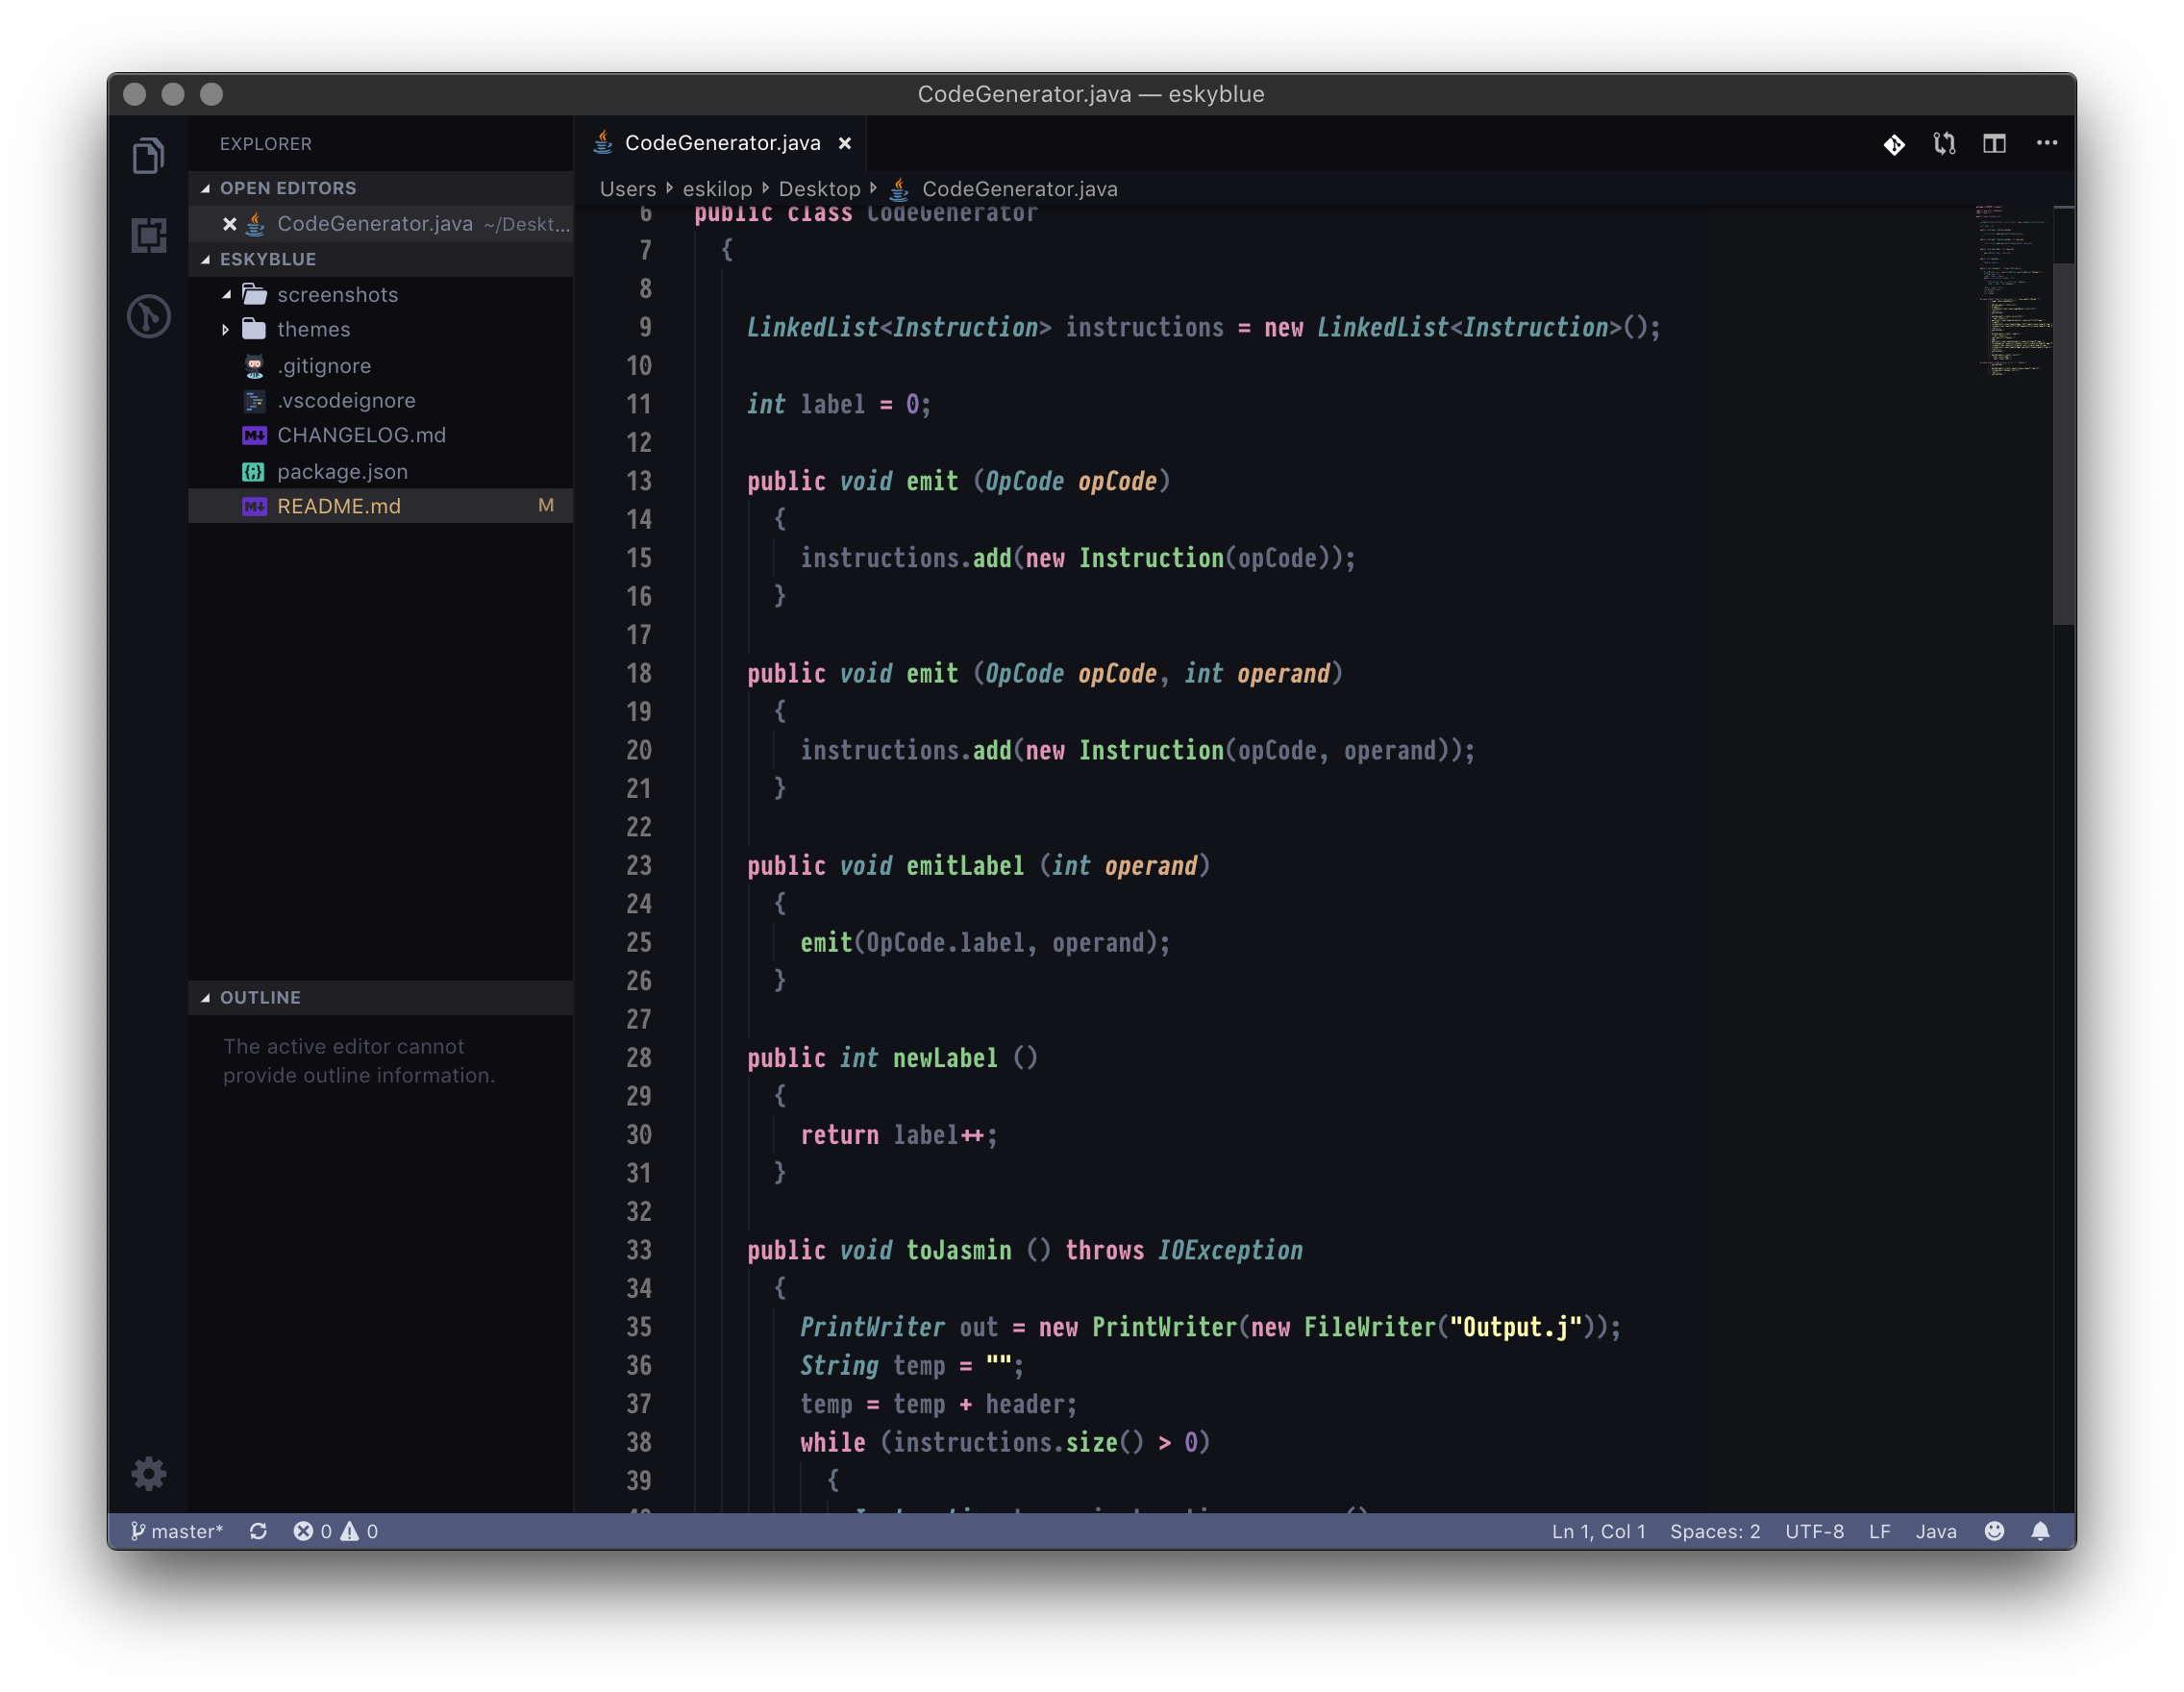 CodeGenerator.java — eskyblue
EXPLORER
OPEN EDITORS
CodeGenerator.java ~/Deskt...
ESKYBLUE
screenshots
themes
.gitignore
.vscodeignore
CHANGELOG.md
package.json
README.md M
OUTLINE
The active editor cannot
provide outline information.
CodeGenerator.java
Users Eskilop Desktop CodeGenerator.java
6 public class CodeGenerator
7 {
8
9 LinkedList<Instruction> instructions = new LinkedList<Instruction>();
10
11 int label = 0;
12
13 public void emit (OpCode opCode)
14 {
15 instructions.add(new Instruction(opCode));
16 }
17
18 public void emit (OpCode opCode, int operand)
19 {
20 instructions.add(new Instruction(opCode, operand));
21 }
22
23 public void emitLabel (int operand)
24 {
25 emit(OpCode.label, operand);
26 }
27
28 public int newLabel ()
29 {
30 return label++;
31 }
32
33 public void toJasmin () throws IOException
34 {
35 PrintWriter out = new PrintWriter(new FileWriter("Output.j"));
36 String temp = "";
37 temp = temp + header;
38 while (instructions.size() > 0)
39 {
master* 0 0 Ln 1, Col 1 Spaces: 2 UTF-8 LF Java